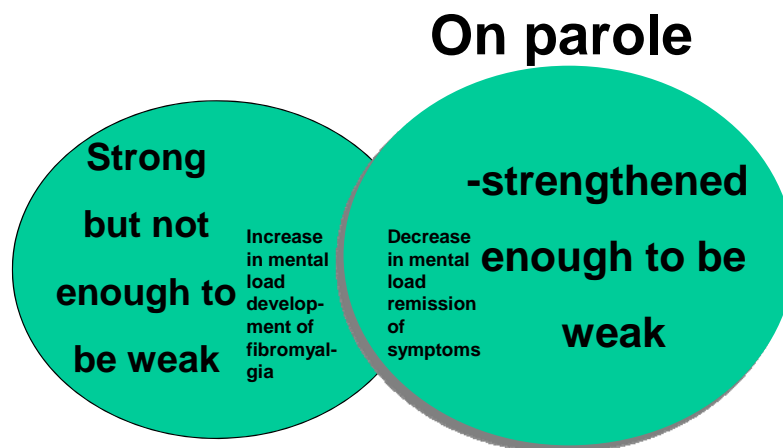 On parole
Strong
but not
enough to
be weak
Increase
in mental
load
develop-
ment of
fibromyal-
gia
Decrease
in mental
load
remission
of
symptoms
-strengthened
enough to be
weak